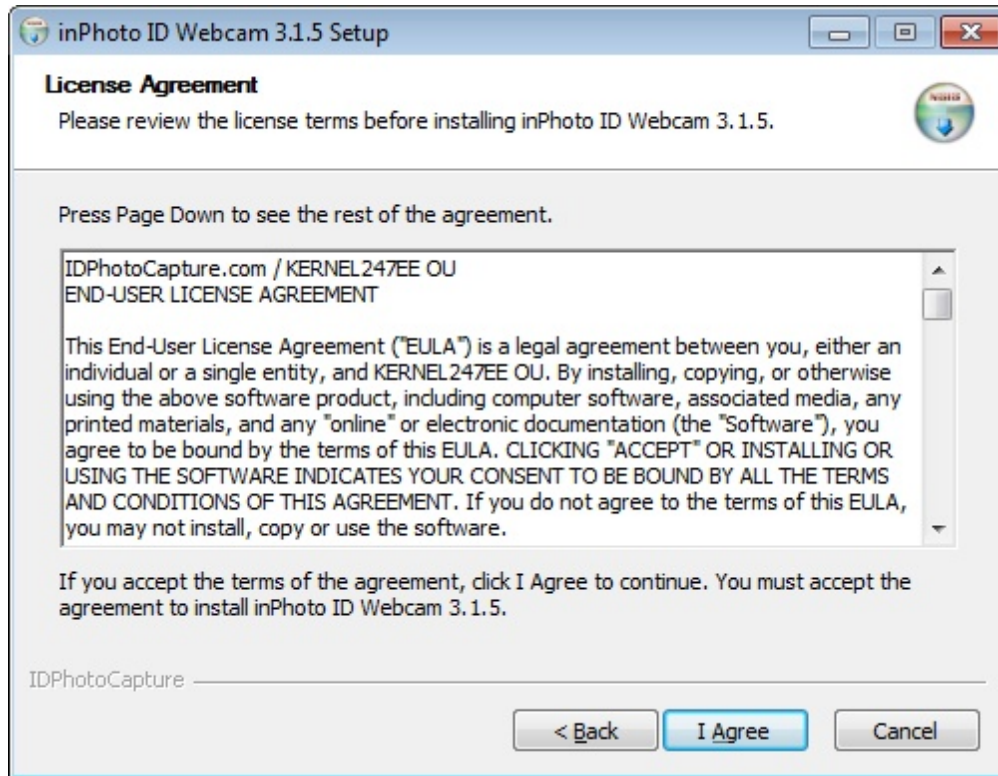 inPhoto ID Webcam 3.1.5 Setup
License Agreement
Please review the license terms before installing inPhoto ID Webcam 3.1.5.
Press Page Down to see the rest of the agreement.
IDPhotoCapture.com / KERNEL247EE OU
END-USER LICENSE AGREEMENT
This End-User License Agreement ("EULA") is a legal agreement between you, either an
individual or a single entity, and KERNEL247EE OU. By installing, copying, or otherwise
using the above software product, including computer software, associated media, any
printed materials, and any "online" or electronic documentation (the "Software"), you
agree to be bound by the terms of this EULA. CLICKING "ACCEPT" OR INSTALLING OR
USING THE SOFTWARE INDICATES YOUR CONSENT TO BE BOUND BY ALL THE TERMS
AND CONDITIONS OF THIS AGREEMENT. If you do not agree to the terms of this EULA,
you may not install, copy or use the software.
If you accept the terms of the agreement, click I Agree to continue. You must accept the
agreement to install inPhoto ID Webcam 3.1.5.
IDPhotoCapture
< Back
I Agree
Cancel